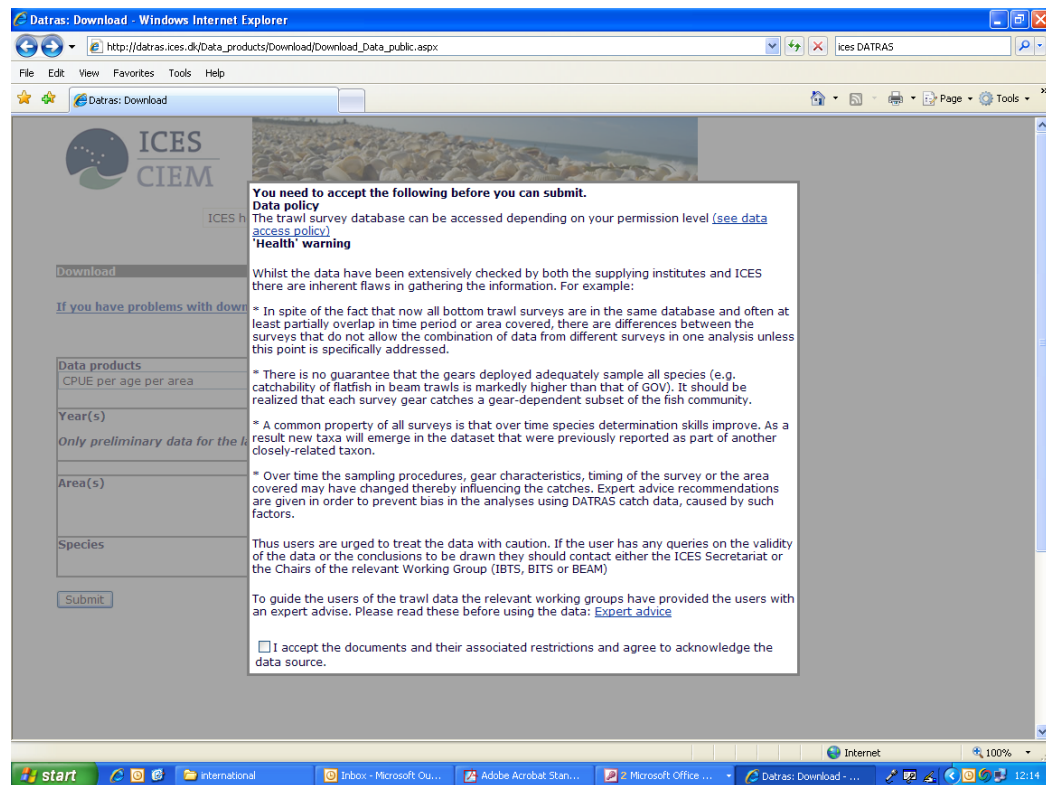 Datras: Download - Windows Internet Explorer
http://datras.ices.dk/Data_products/Download/Download_Data_public.aspx
ices DATRAS
File Edit View Favorites Tools Help
Datras: Download
Page Tools
ICES
CIEM
ICES h
Download
If you have problems with down
Data products
CPUE per age per area
Year(s)
Only preliminary data for the la
Area(s)
Species
Submit
You need to accept the following before you can submit.
Data policy
The trawl survey database can be accessed depending on your permission level (see data
access policy)
'Health' warning
Whilst the data have been extensively checked by both the supplying institutes and ICES
there are inherent flaws in gathering the information. For example:
* In spite of the fact that now all bottom trawl surveys are in the same database and often at
least partially overlap in time period or area covered, there are differences between the
surveys that do not allow the combination of data from different surveys in one analysis unless
this point is specifically addressed.
* There is no guarantee that the gears deployed adequately sample all species (e.g.
catchability of flatfish in beam trawls is markedly higher than that of GOV). It should be
realized that each survey gear catches a gear-dependent subset of the fish community.
* A common property of all surveys is that over time species determination skills improve. As a
result new taxa will emerge in the dataset that were previously reported as part of another
closely-related taxon.
* Over time the sampling procedures, gear characteristics, timing of the survey or the area
covered may have changed thereby influencing the catches. Expert advice recommendations
are given in order to prevent bias in the analyses using DATRAS catch data, caused by such
factors.
Thus users are urged to treat the data with caution. If the user has any queries on the validity
of the data or the conclusions to be drawn they should contact either the ICES Secretariat or
the Chairs of the relevant Working Group (IBTS, BITS or BEAM)
To guide the users of the trawl data the relevant working groups have provided the users with
an expert advise. Please read these before using the data: Expert advice
I accept the documents and their associated restrictions and agree to acknowledge the
data source.
Internet 100%
start international Inbox - Microsoft Ou... Adobe Acrobat Stan... 2 Microsoft Office ... Datras: Download - ... 12:14